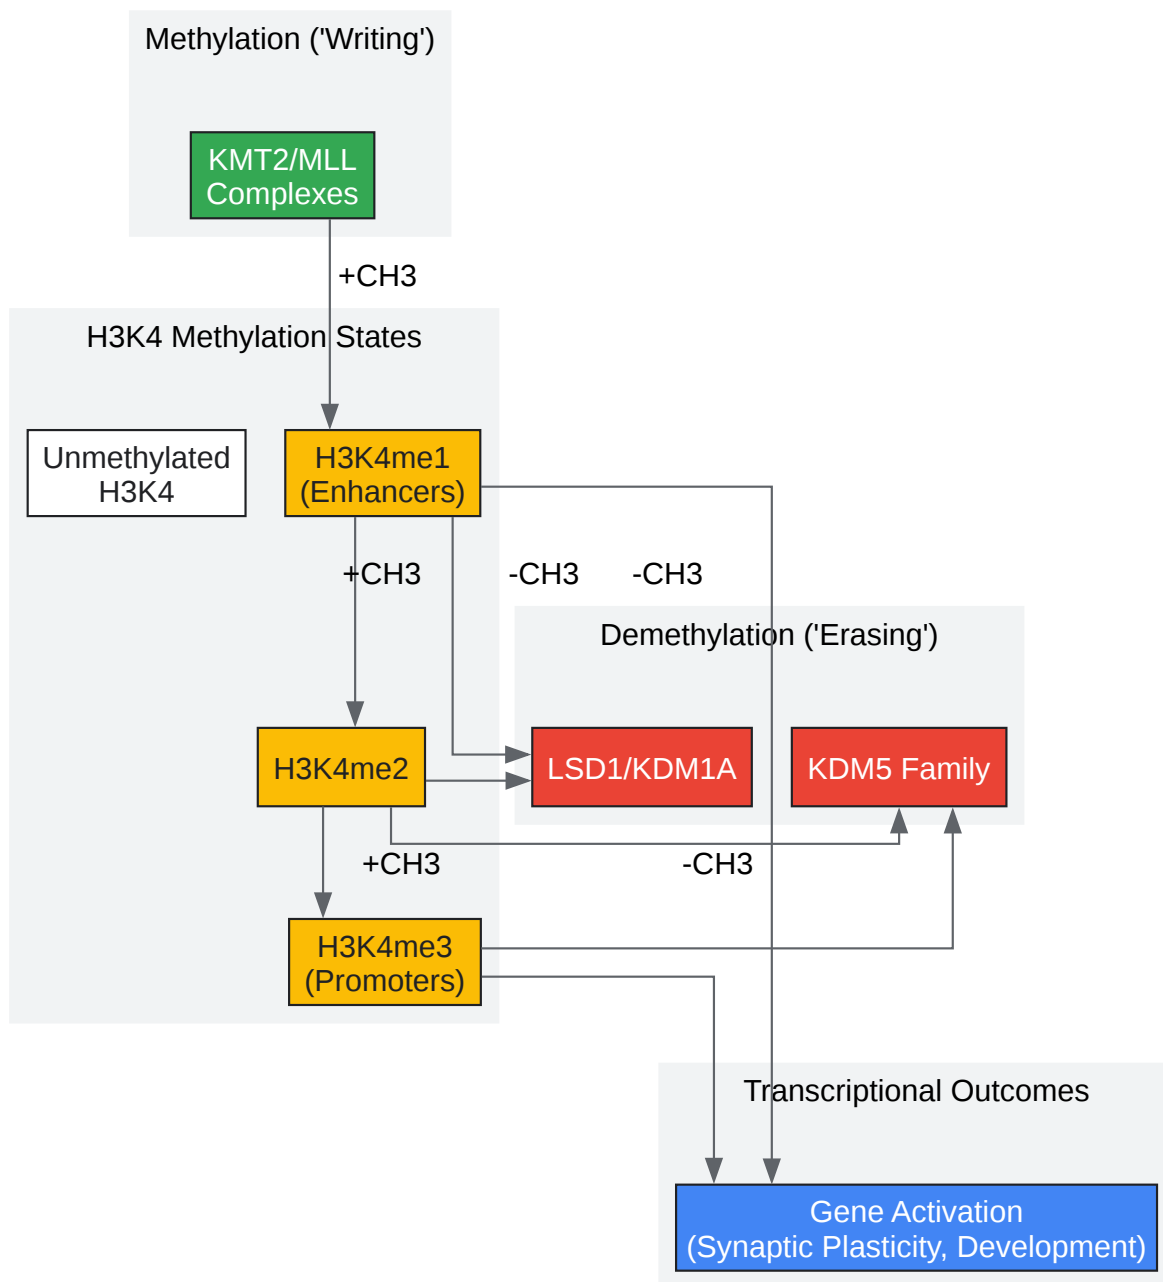 Methylation ('Writing')
KMT2/MLL
Complexes
+CH3
H3K4 Methylation States
Unmethylated
H3K4
H3K4me1
(Enhancers)
+CH3
-CH3
-CH3
Demethylation ('Erasing')
H3K4me2
LSD1/KDM1A
KDM5 Family
+CH3
-CH3
H3K4me3
(Promoters)
Transcriptional Outcomes
Gene Activation
(Synaptic Plasticity, Development)